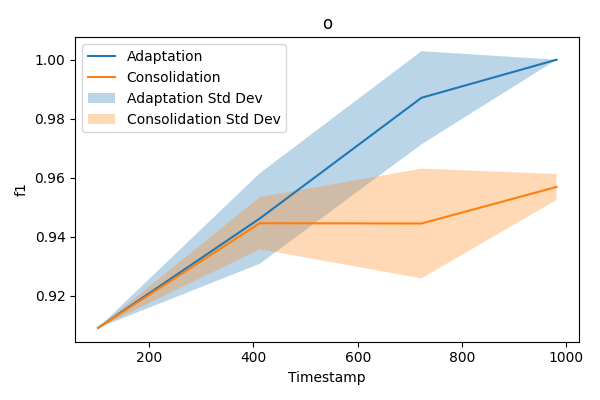 o
Adaptation
Consolidation
Adaptation Std Dev
Consolidation Std Dev
1.00
0.98
0.96
0.94
0.92
f1
200 400 600 800 1000
Timestamp